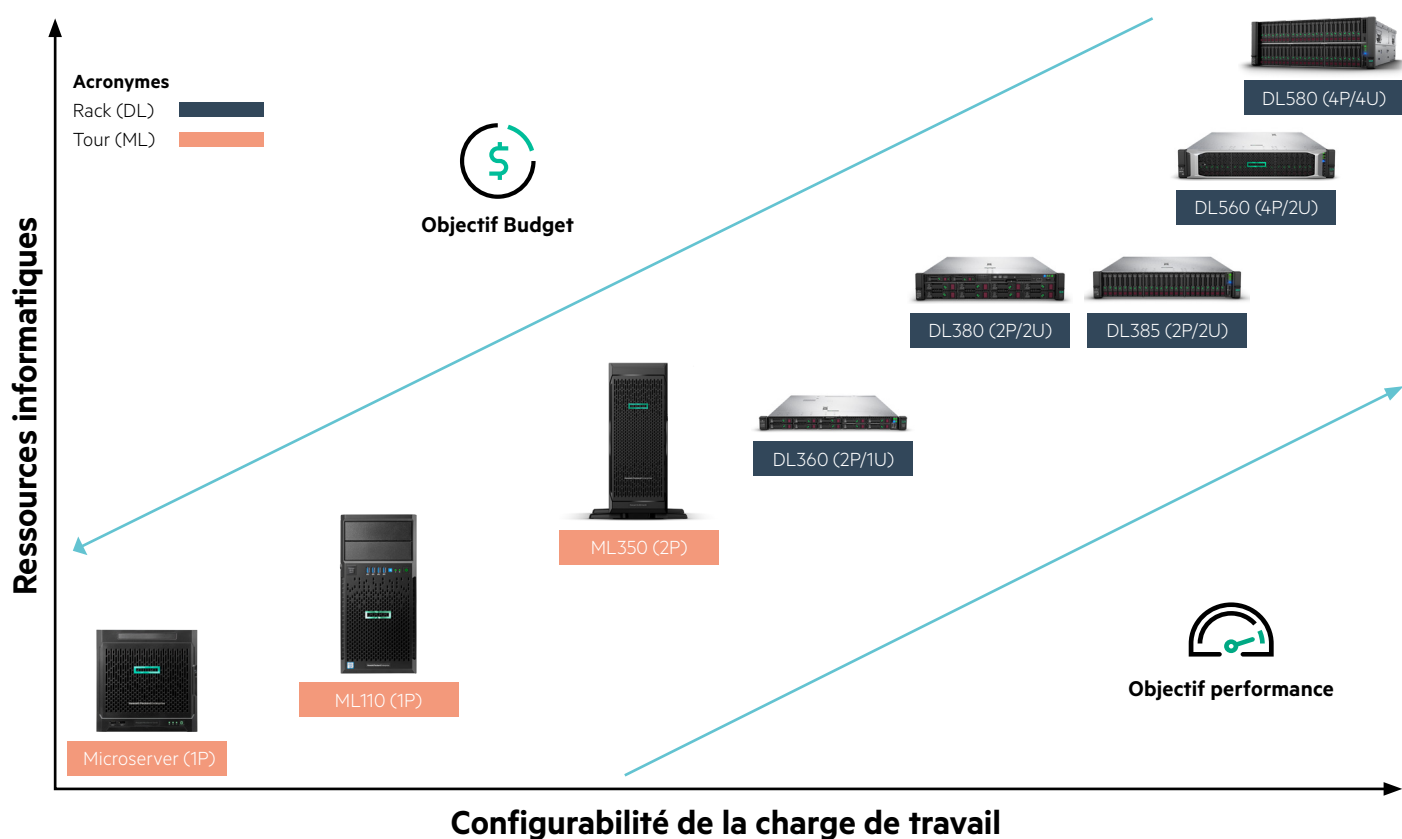 Acronymes
Rack (DL)
Tour (ML)
DL580 (4P/4U)
$
Objectif Budget
DL560 (4P/2U)
DL380 (2P/2U)
DL385 (2P/2U)
DL360 (2P/1U)
ML350 (2P)
ML110 (1P)
Microserver (1P)
Objectif performance
Ressources informatiques
Configurabilité de la charge de travail